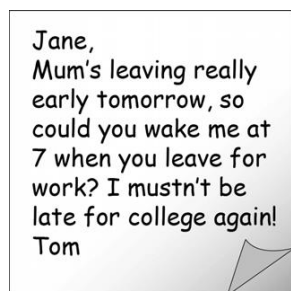 Jane,
Mum's leaving really
early tomorrow, so
could you wake me at
7 when you leave for
work? I mustn't be
late for college again!
Tom